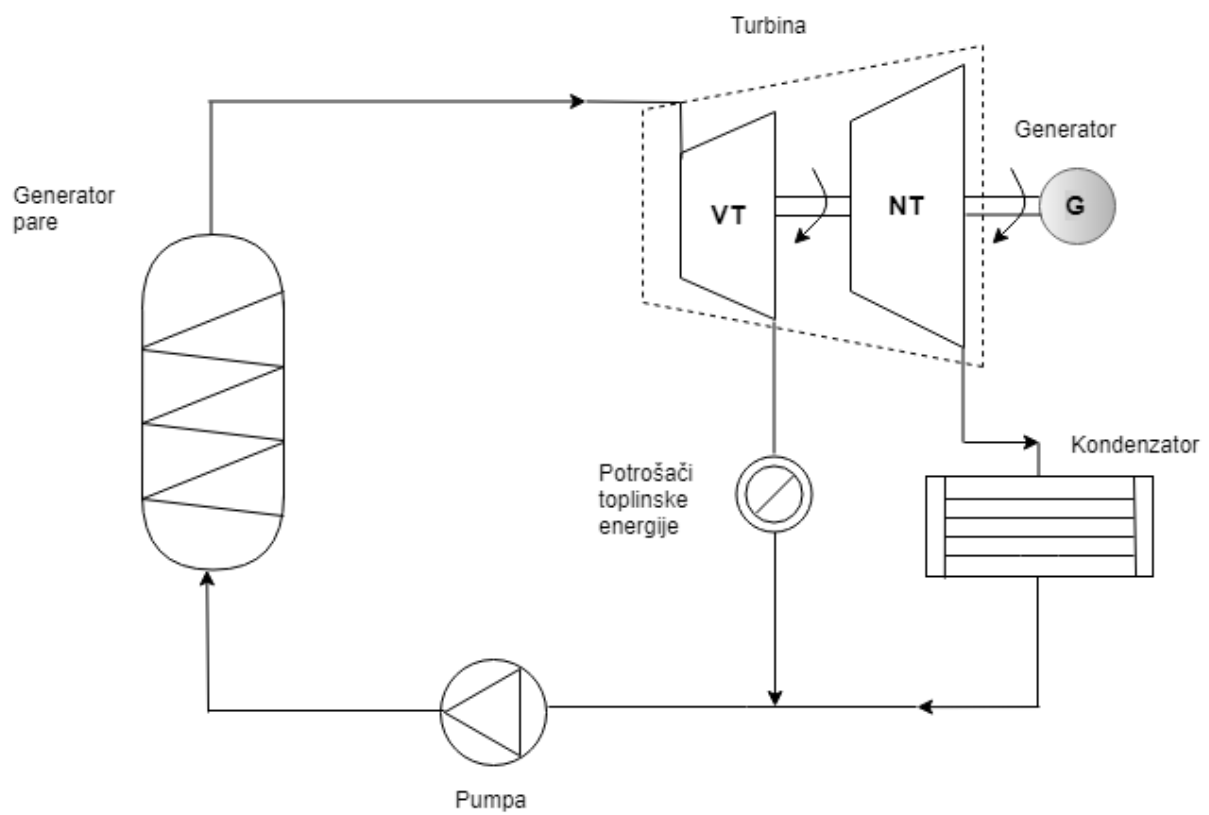 Turbina
Generator
Generator
pare
VT
NT
G
Potrošači
toplinske
energije
Kondenzator
Pumpa